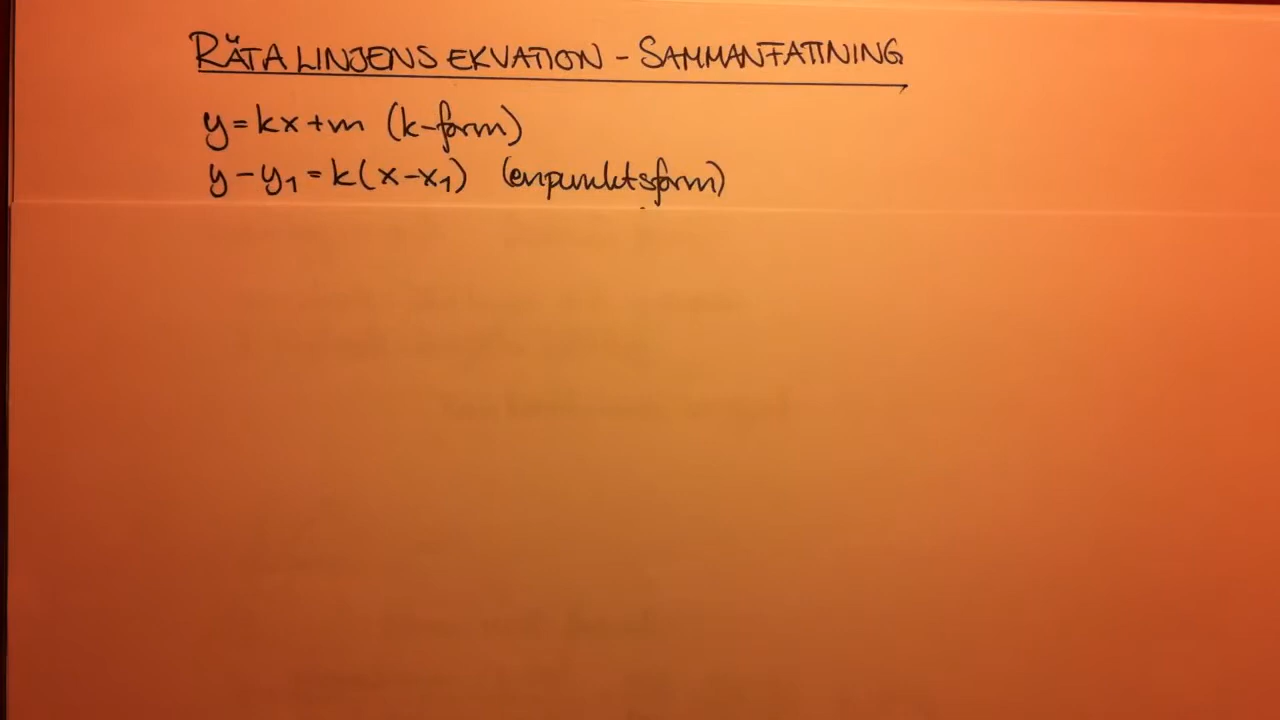 RÄTA LINJENS EKVATION - SAMMANFATTNING
y = kx + m (k-form)
y - y₁ = k(x - x₁) (enpunktsform)